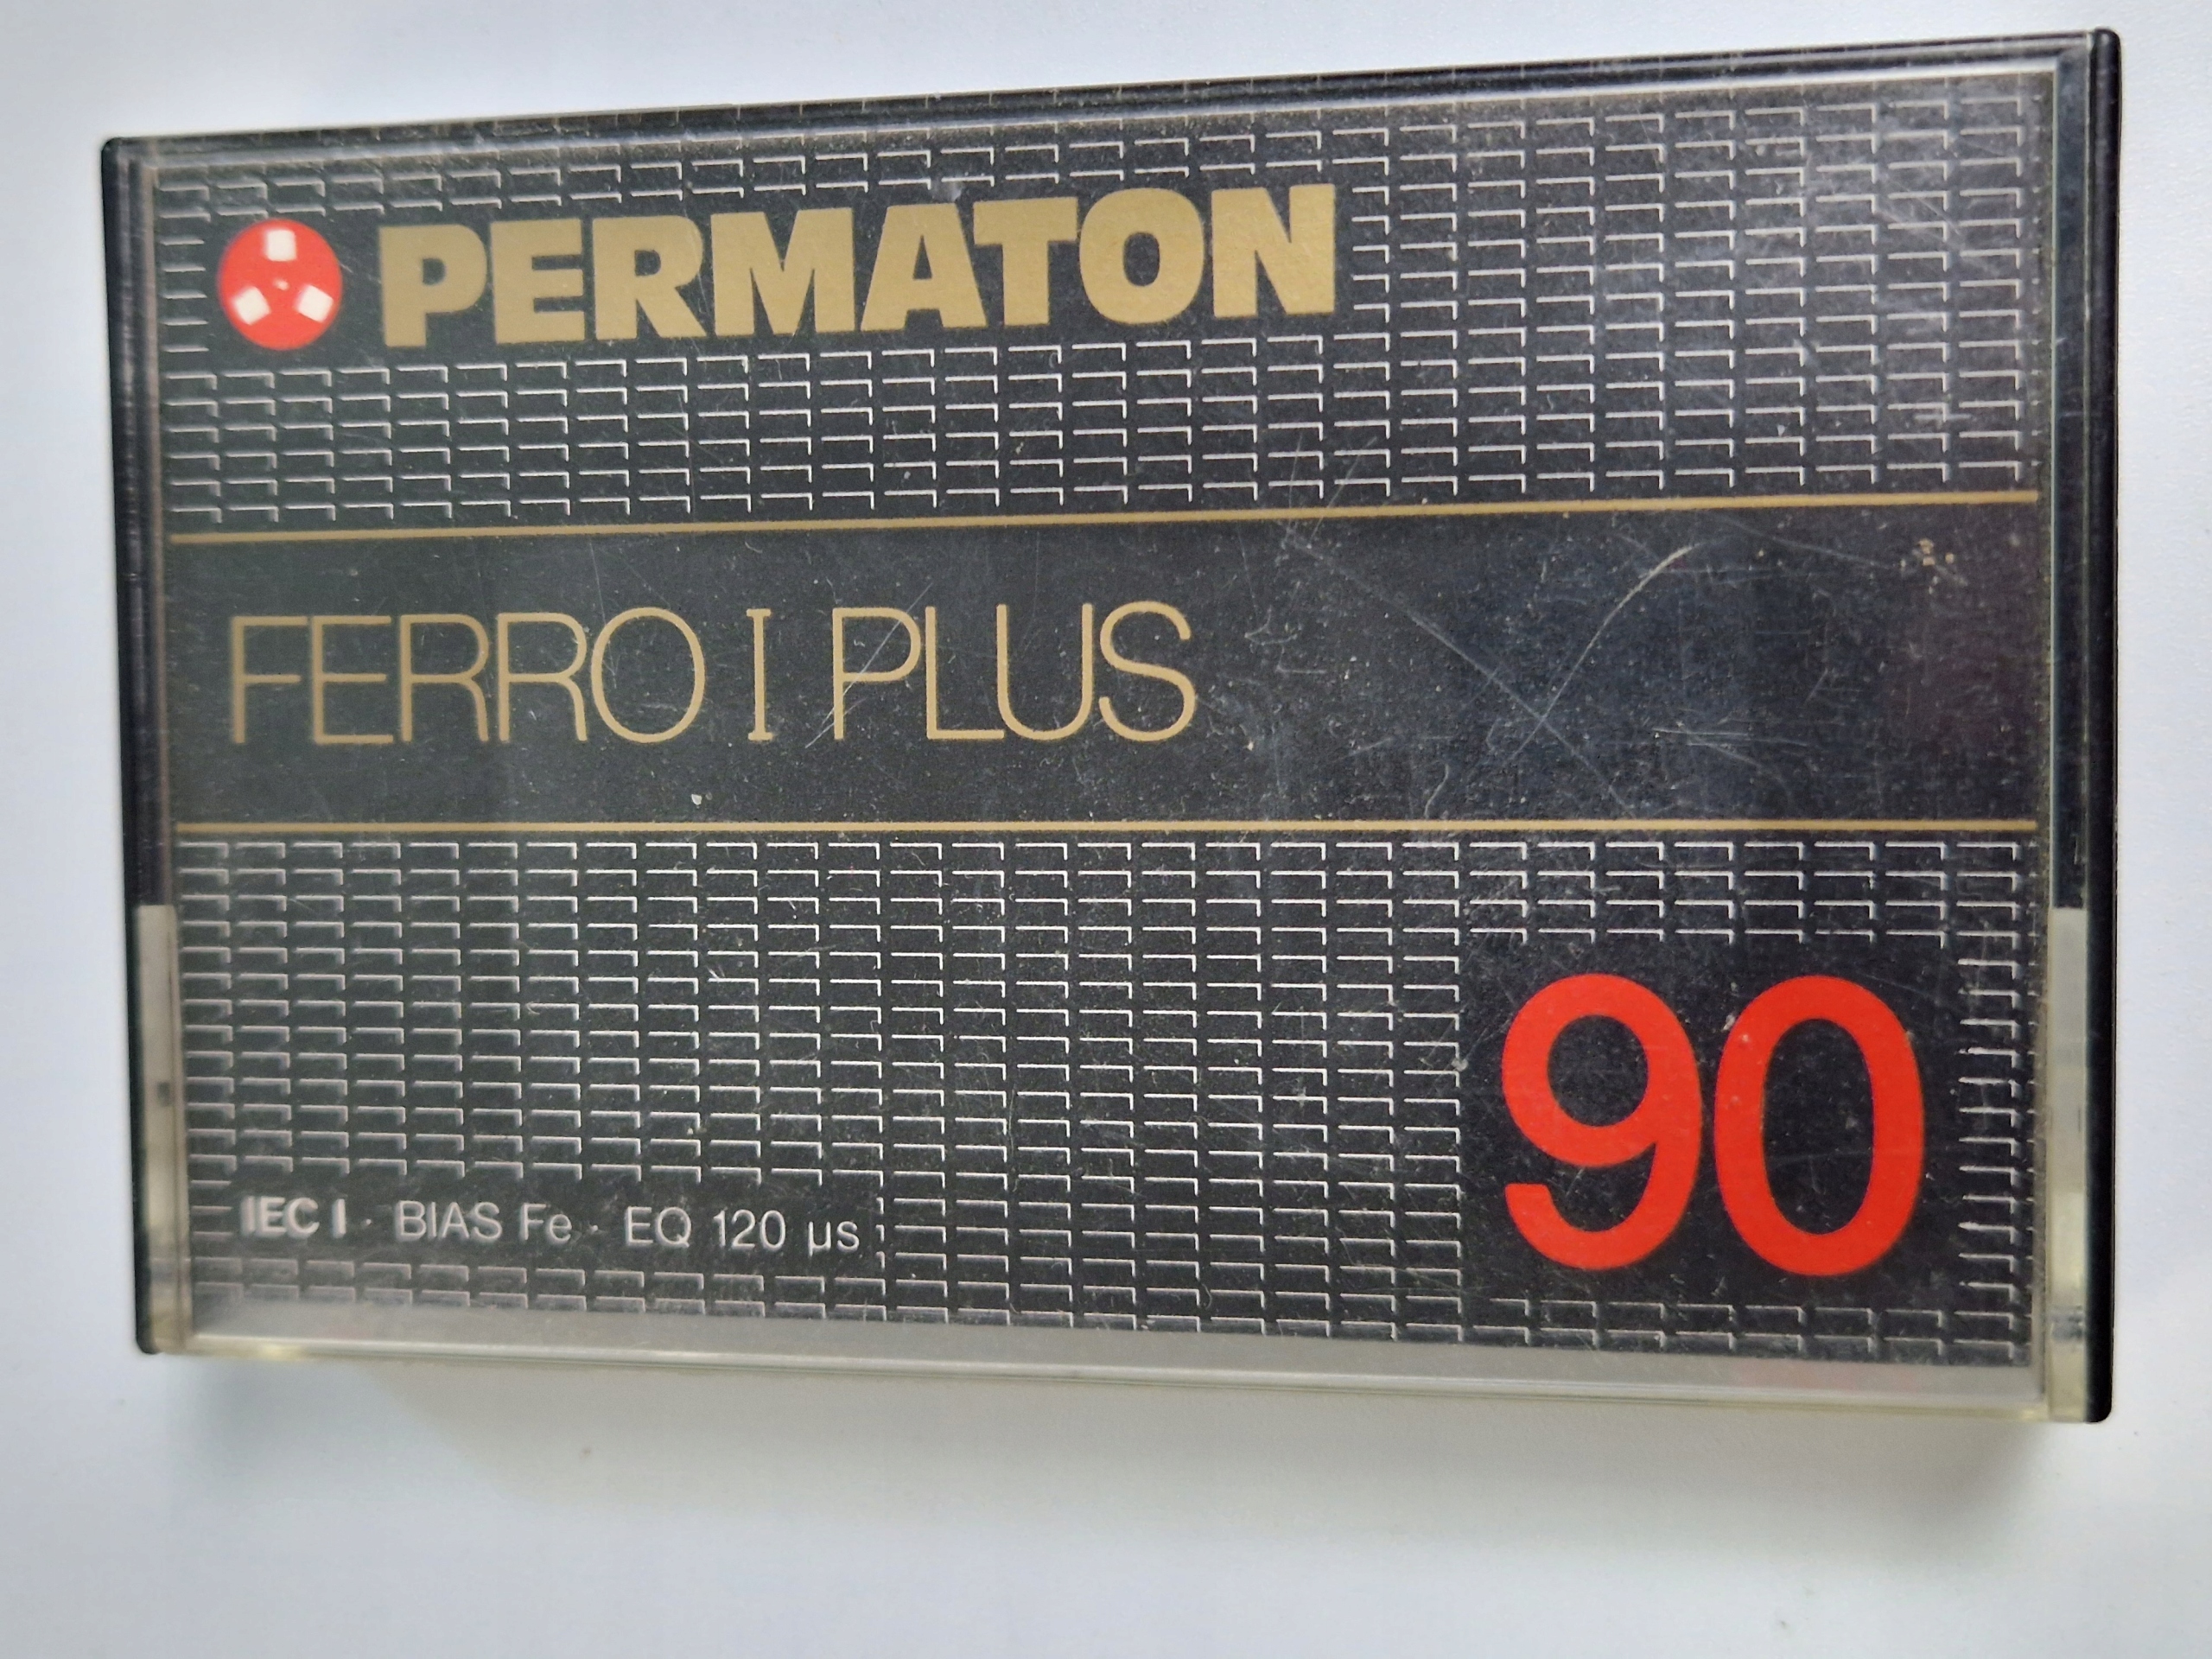 PERMATON
FERRO I PLUS
90
IEC I · BIAS Fe · EQ 120 µs